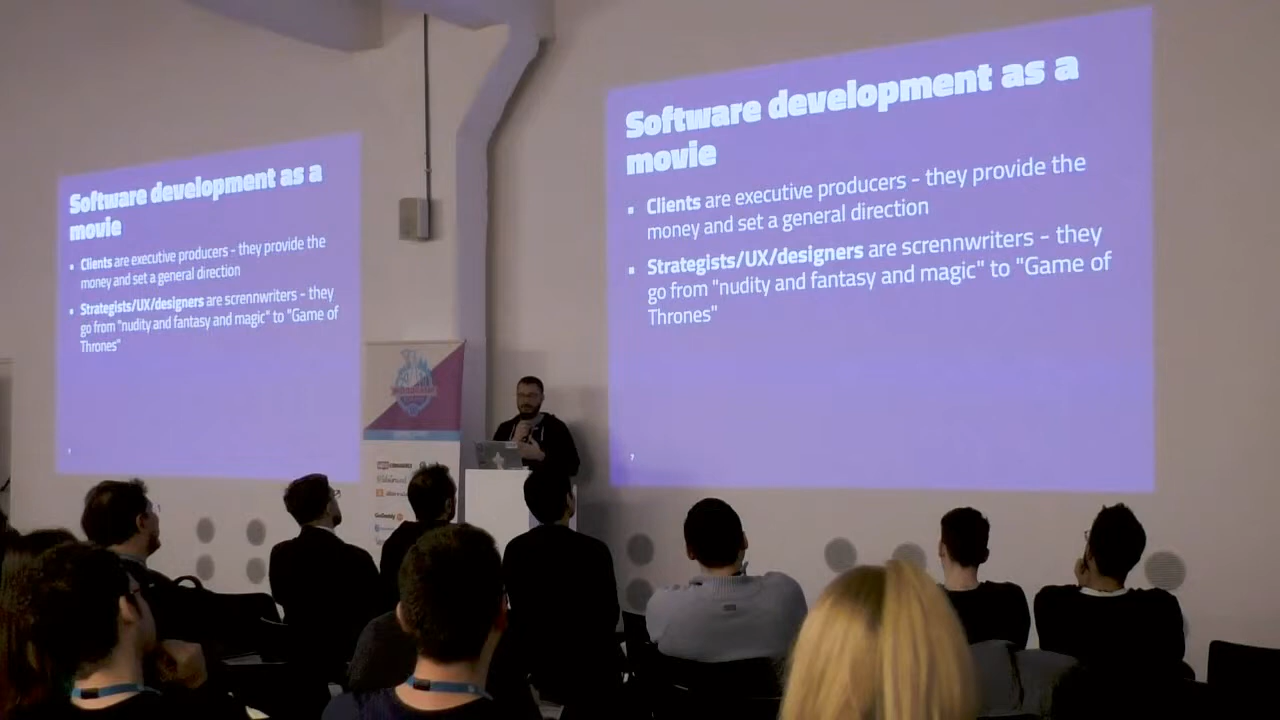 Software development as a
movie
▪ Clients are executive producers - they provide the
money and set a general direction
▪ Strategists/UX/designers are scrennwriters - they
go from "nudity and fantasy and magic" to "Game of
Thrones"
7
Software development as a
movie
▪ Clients are executive producers - they provide the
money and set a general direction
▪ Strategists/UX/designers are scrennwriters - they
go from "nudity and fantasy and magic" to "Game of
Thrones"
7
GoDaddy